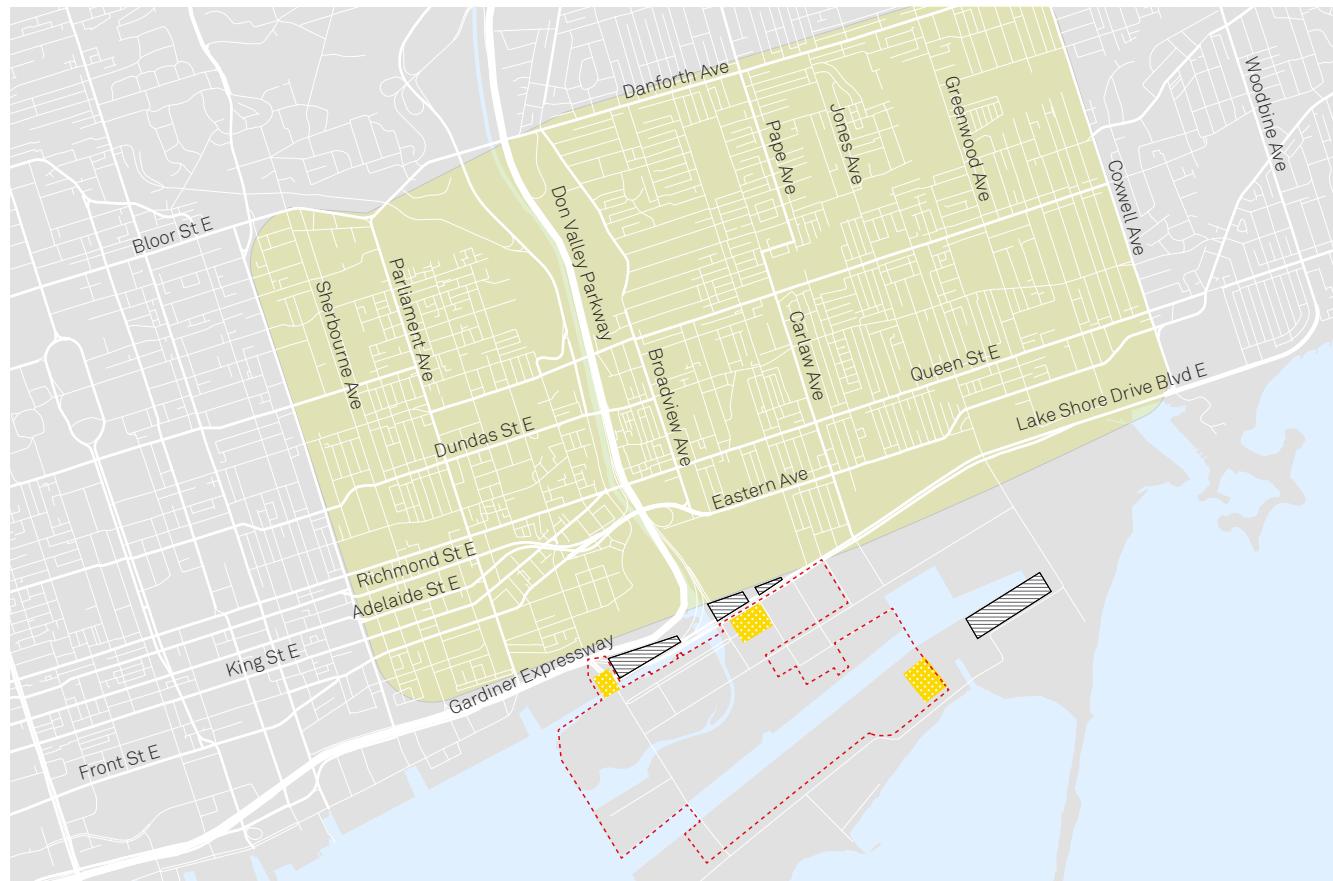 Danforth Ave
Woodbine Ave
Greenwood Ave
Jones Ave
Pape Ave
Coxwell Ave
Don Valley Parkway
Bloor St E
Parliament Ave
Sherbourne Ave
Carlaw Ave
Broadview Ave
Queen St E
Lake Shore Drive Blvd E
Dundas St E
Eastern Ave
Richmond St E
Adelaide St E
King St E
Gardiner Expressway
Front St E